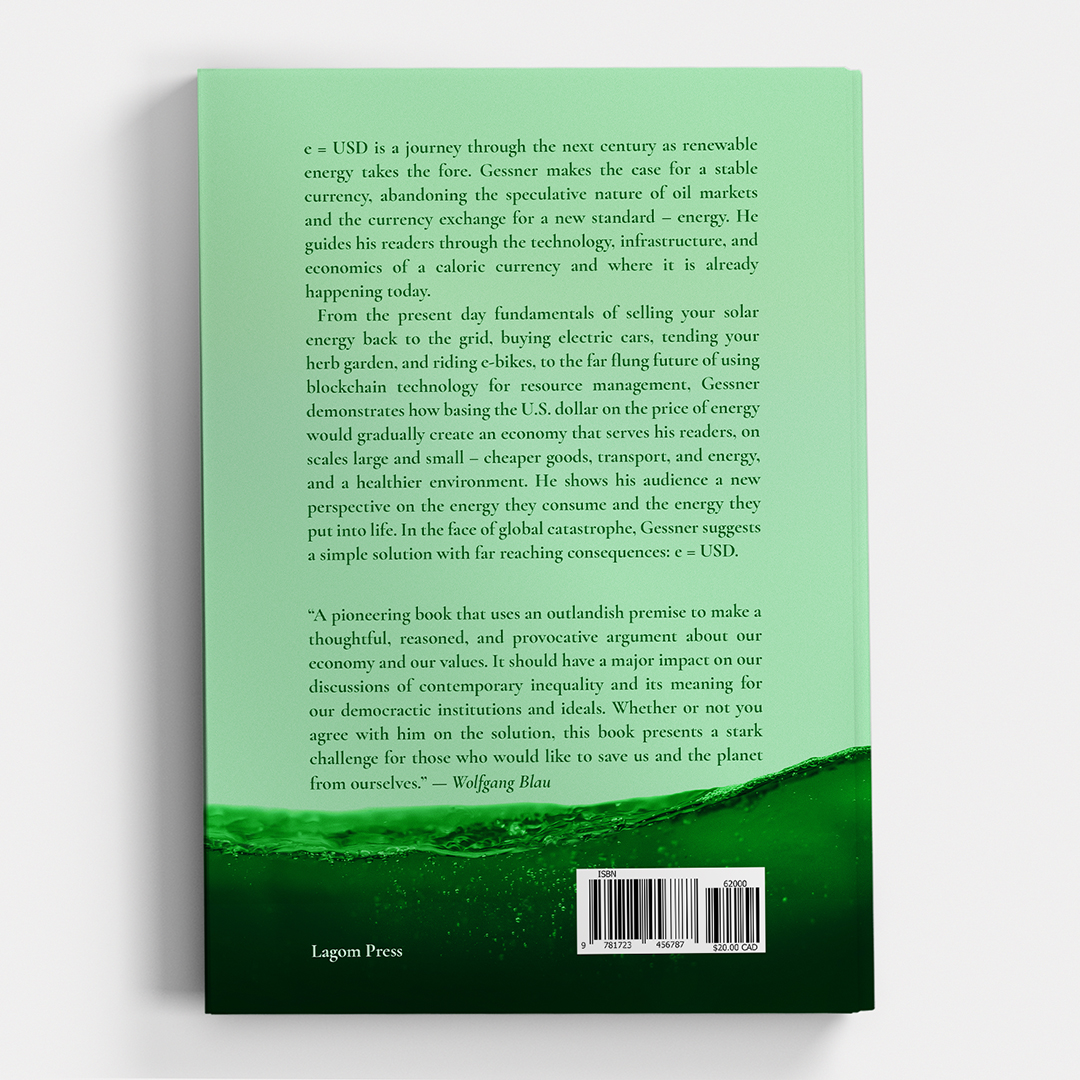 e = USD is a journey through the next century as renewable
energy takes the fore. Gessner makes the case for a stable
currency, abandoning the speculative nature of oil markets
and the currency exchange for a new standard – energy. He
guides his readers through the technology, infrastructure, and
economics of a caloric currency and where it is already
happening today.
From the present day fundamentals of selling your solar
energy back to the grid, buying electric cars, tending your
herb garden, and riding e-bikes, to the far flung future of using
blockchain technology for resource management, Gessner
demonstrates how basing the U.S. dollar on the price of energy
would gradually create an economy that serves his readers, on
scales large and small – cheaper goods, transport, and energy,
and a healthier environment. He shows his audience a new
perspective on the energy they consume and the energy they
put into life. In the face of global catastrophe, Gessner suggests
a simple solution with far reaching consequences: e = USD.
“A pioneering book that uses an outlandish premise to make a
thoughtful, reasoned, and provocative argument about our
economy and our values. It should have a major impact on our
discussions of contemporary inequality and its meaning for
our democractic institutions and ideals. Whether or not you
agree with him on the solution, this book presents a stark
challenge for those who would like to save us and the planet
from ourselves.” — Wolfgang Blau
ISBN
62000
9 781723 456787
$20.00 CAD
Lagom Press